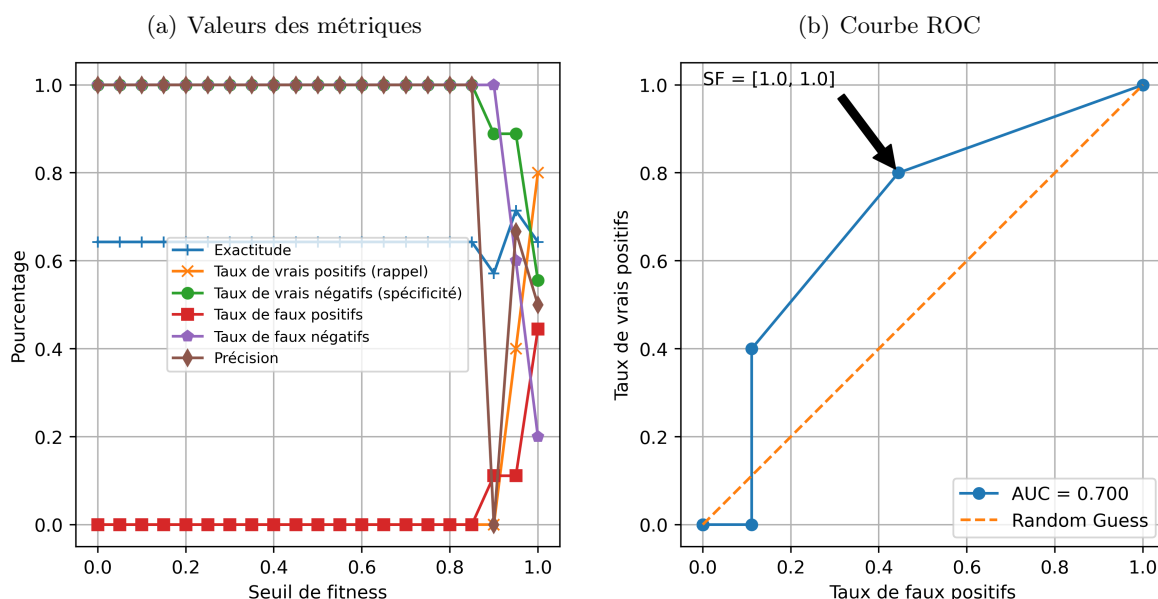 (a) Valeurs des métriques
1.0
0.8
0.6
0.4
0.2
0.0
Pourcentage
Exactitude
Taux de vrais positifs (rappel)
Taux de vrais négatifs (spécificité)
Taux de faux positifs
Taux de faux négatifs
Précision
0.0 0.2 0.4 0.6 0.8 1.0
Seuil de fitness
(b) Courbe ROC
SF = [1.0, 1.0]
1.0
0.8
0.6
0.4
0.2
0.0
Taux de vrais positifs
AUC = 0.700
Random Guess
0.0 0.2 0.4 0.6 0.8 1.0
Taux de faux positifs